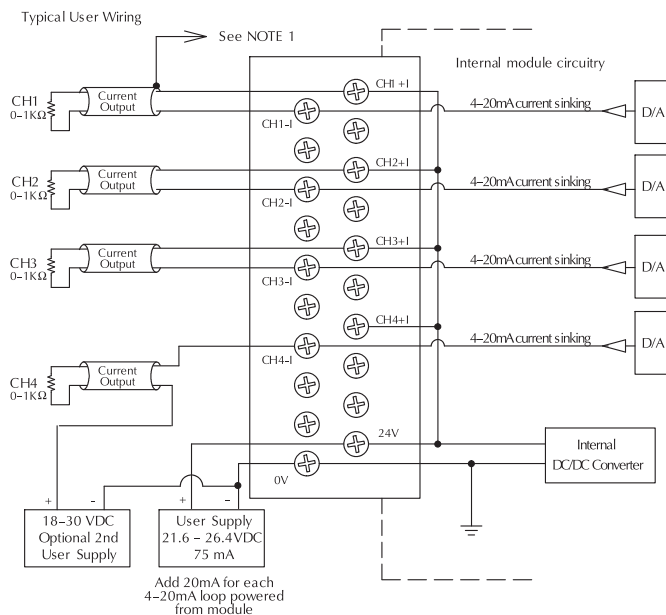 Typical User Wiring
See NOTE 1
Internal module circuitry
CH1
0–1KΩ
Current
Output
CH1+I
CH1-I
4–20mA current sinking
D/A
CH2
0–1KΩ
Current
Output
CH2+I
CH2-I
4–20mA current sinking
D/A
CH3
0–1KΩ
Current
Output
CH3+I
CH3-I
4–20mA current sinking
D/A
CH4
0–1KΩ
Current
Output
CH4+I
CH4-I
4–20mA current sinking
D/A
24V
0V
Internal
DC/DC Converter
+ -
18–30 VDC
Optional 2nd
User Supply
+ -
User Supply
21.6 – 26.4VDC
75 mA
Add 20mA for each
4–20mA loop powered
from module